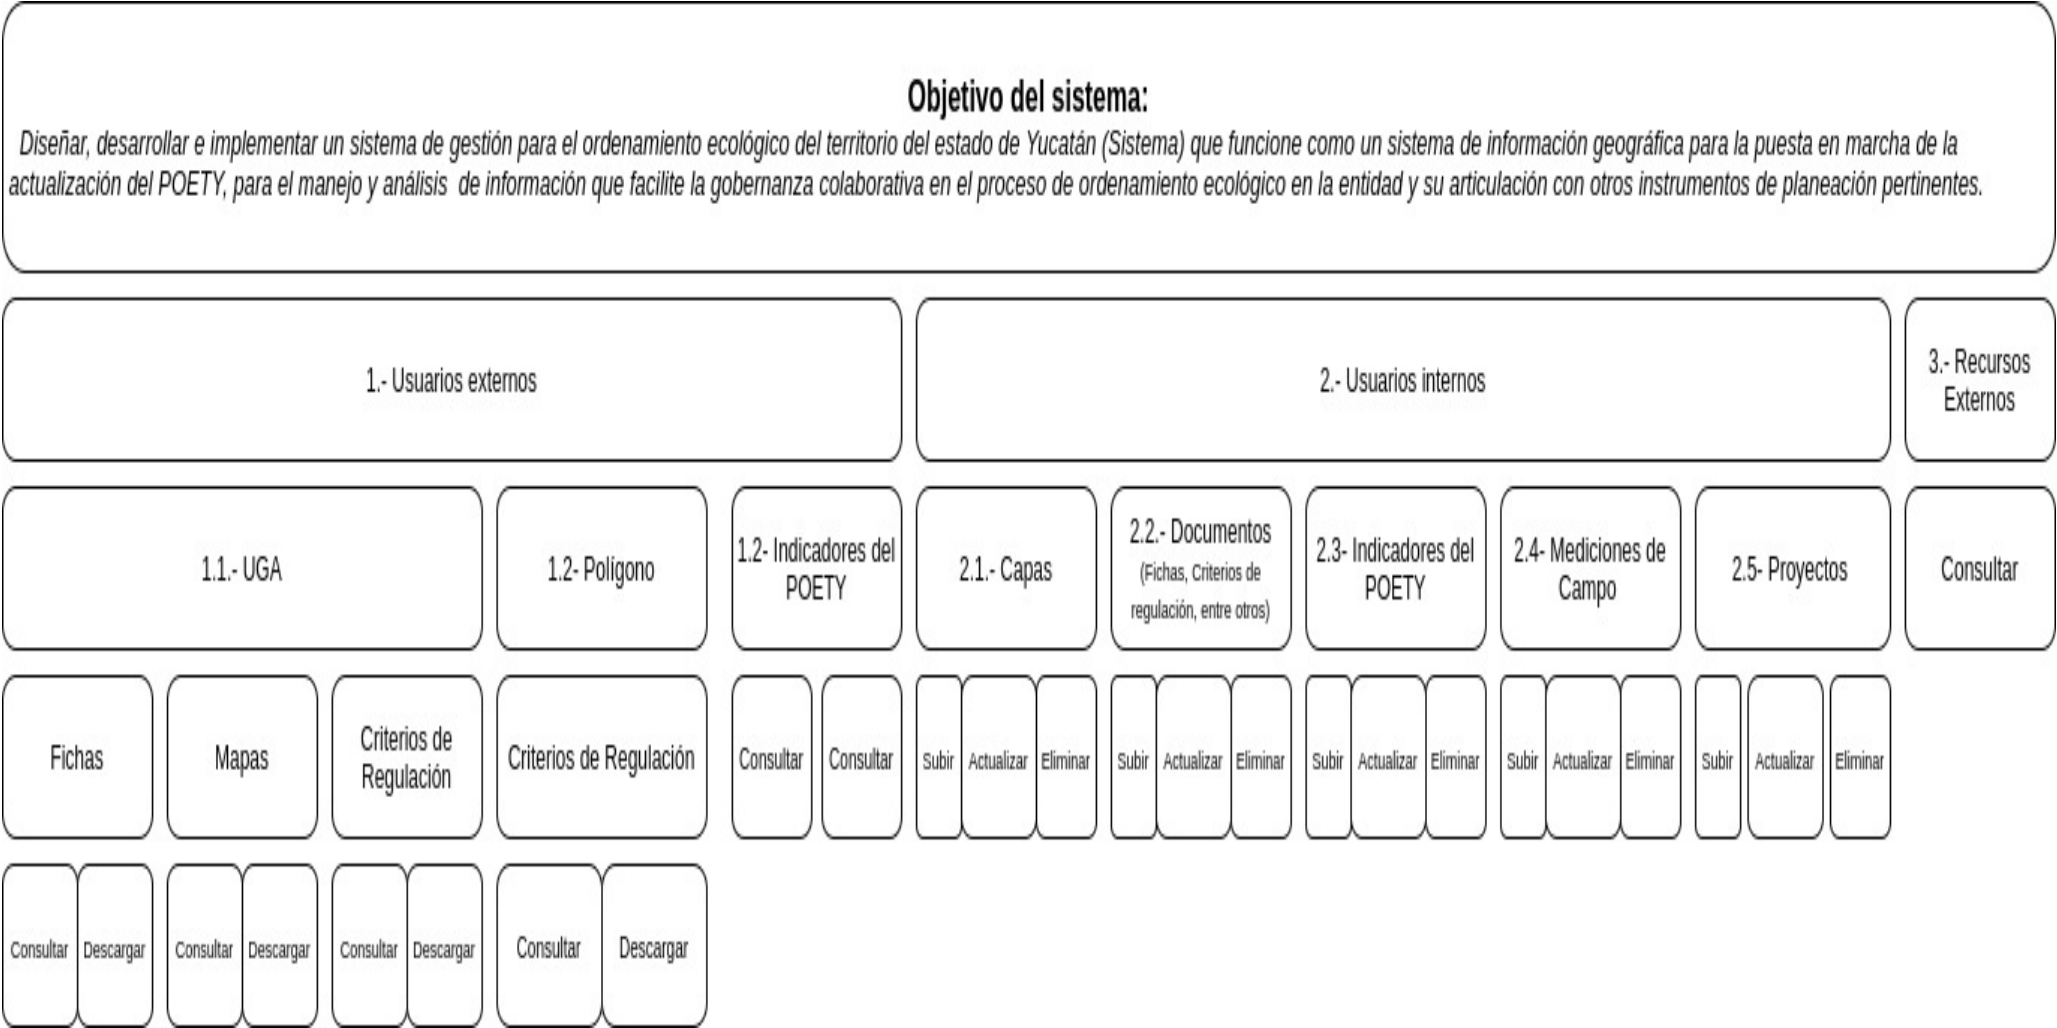 Objetivo del sistema:
Diseñar, desarrollar e implementar un sistema de gestión para el ordenamiento ecológico del territorio del estado de Yucatán (Sistema) que funcione como un sistema de información geográfica para la puesta en marcha de la
actualización del POETY, para el manejo y análisis de información que facilite la gobernanza colaborativa en el proceso de ordenamiento ecológico en la entidad y su articulación con otros instrumentos de planeación pertinentes.
1.- Usuarios externos
2.- Usuarios internos
3.- Recursos
Externos
1.1.- UGA
1.2- Polígono
1.2- Indicadores del
POETY
2.1.- Capas
2.2.- Documentos
(Fichas, Criterios de
regulación, entre otros)
2.3- Indicadores del
POETY
2.4- Mediciones de
Campo
2.5- Proyectos
Consultar
Fichas
Mapas
Criterios de
Regulación
Criterios de Regulación
Consultar
Consultar
Subir
Actualizar
Eliminar
Subir
Actualizar
Eliminar
Subir
Actualizar
Eliminar
Subir
Actualizar
Eliminar
Subir
Actualizar
Eliminar
Consultar
Descargar
Consultar
Descargar
Consultar
Descargar
Consultar
Descargar